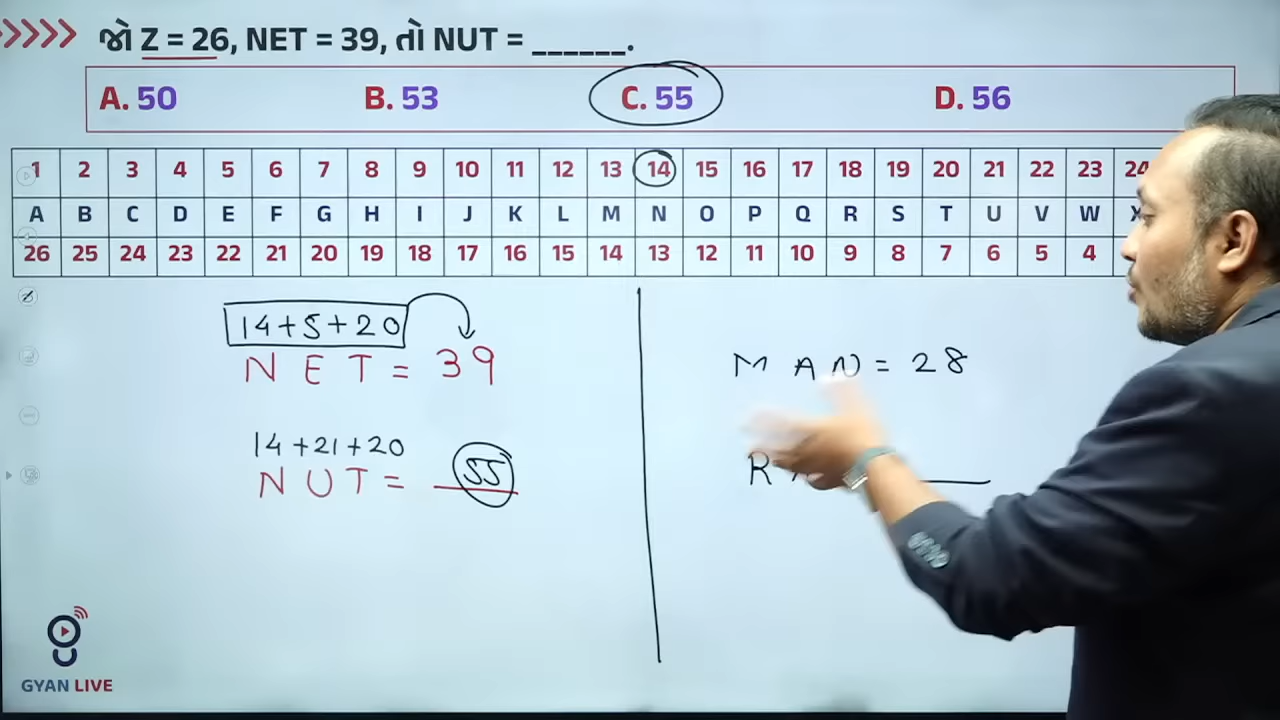 જો Z = 26, NET = 39, તો NUT = ______.
A. 50 B. 53 C. 55 D. 56
1 2 3 4 5 6 7 8 9 10 11 12 13 14 15 16 17 18 19 20 21 22 23 24
A B C D E F G H I J K L M N O P Q R S T U V W X
26 25 24 23 22 21 20 19 18 17 16 15 14 13 12 11 10 9 8 7 6 5 4
14+5+20
N E T = 39
14+21+20
N U T = 55
M A N = 28
R
GYAN LIVE